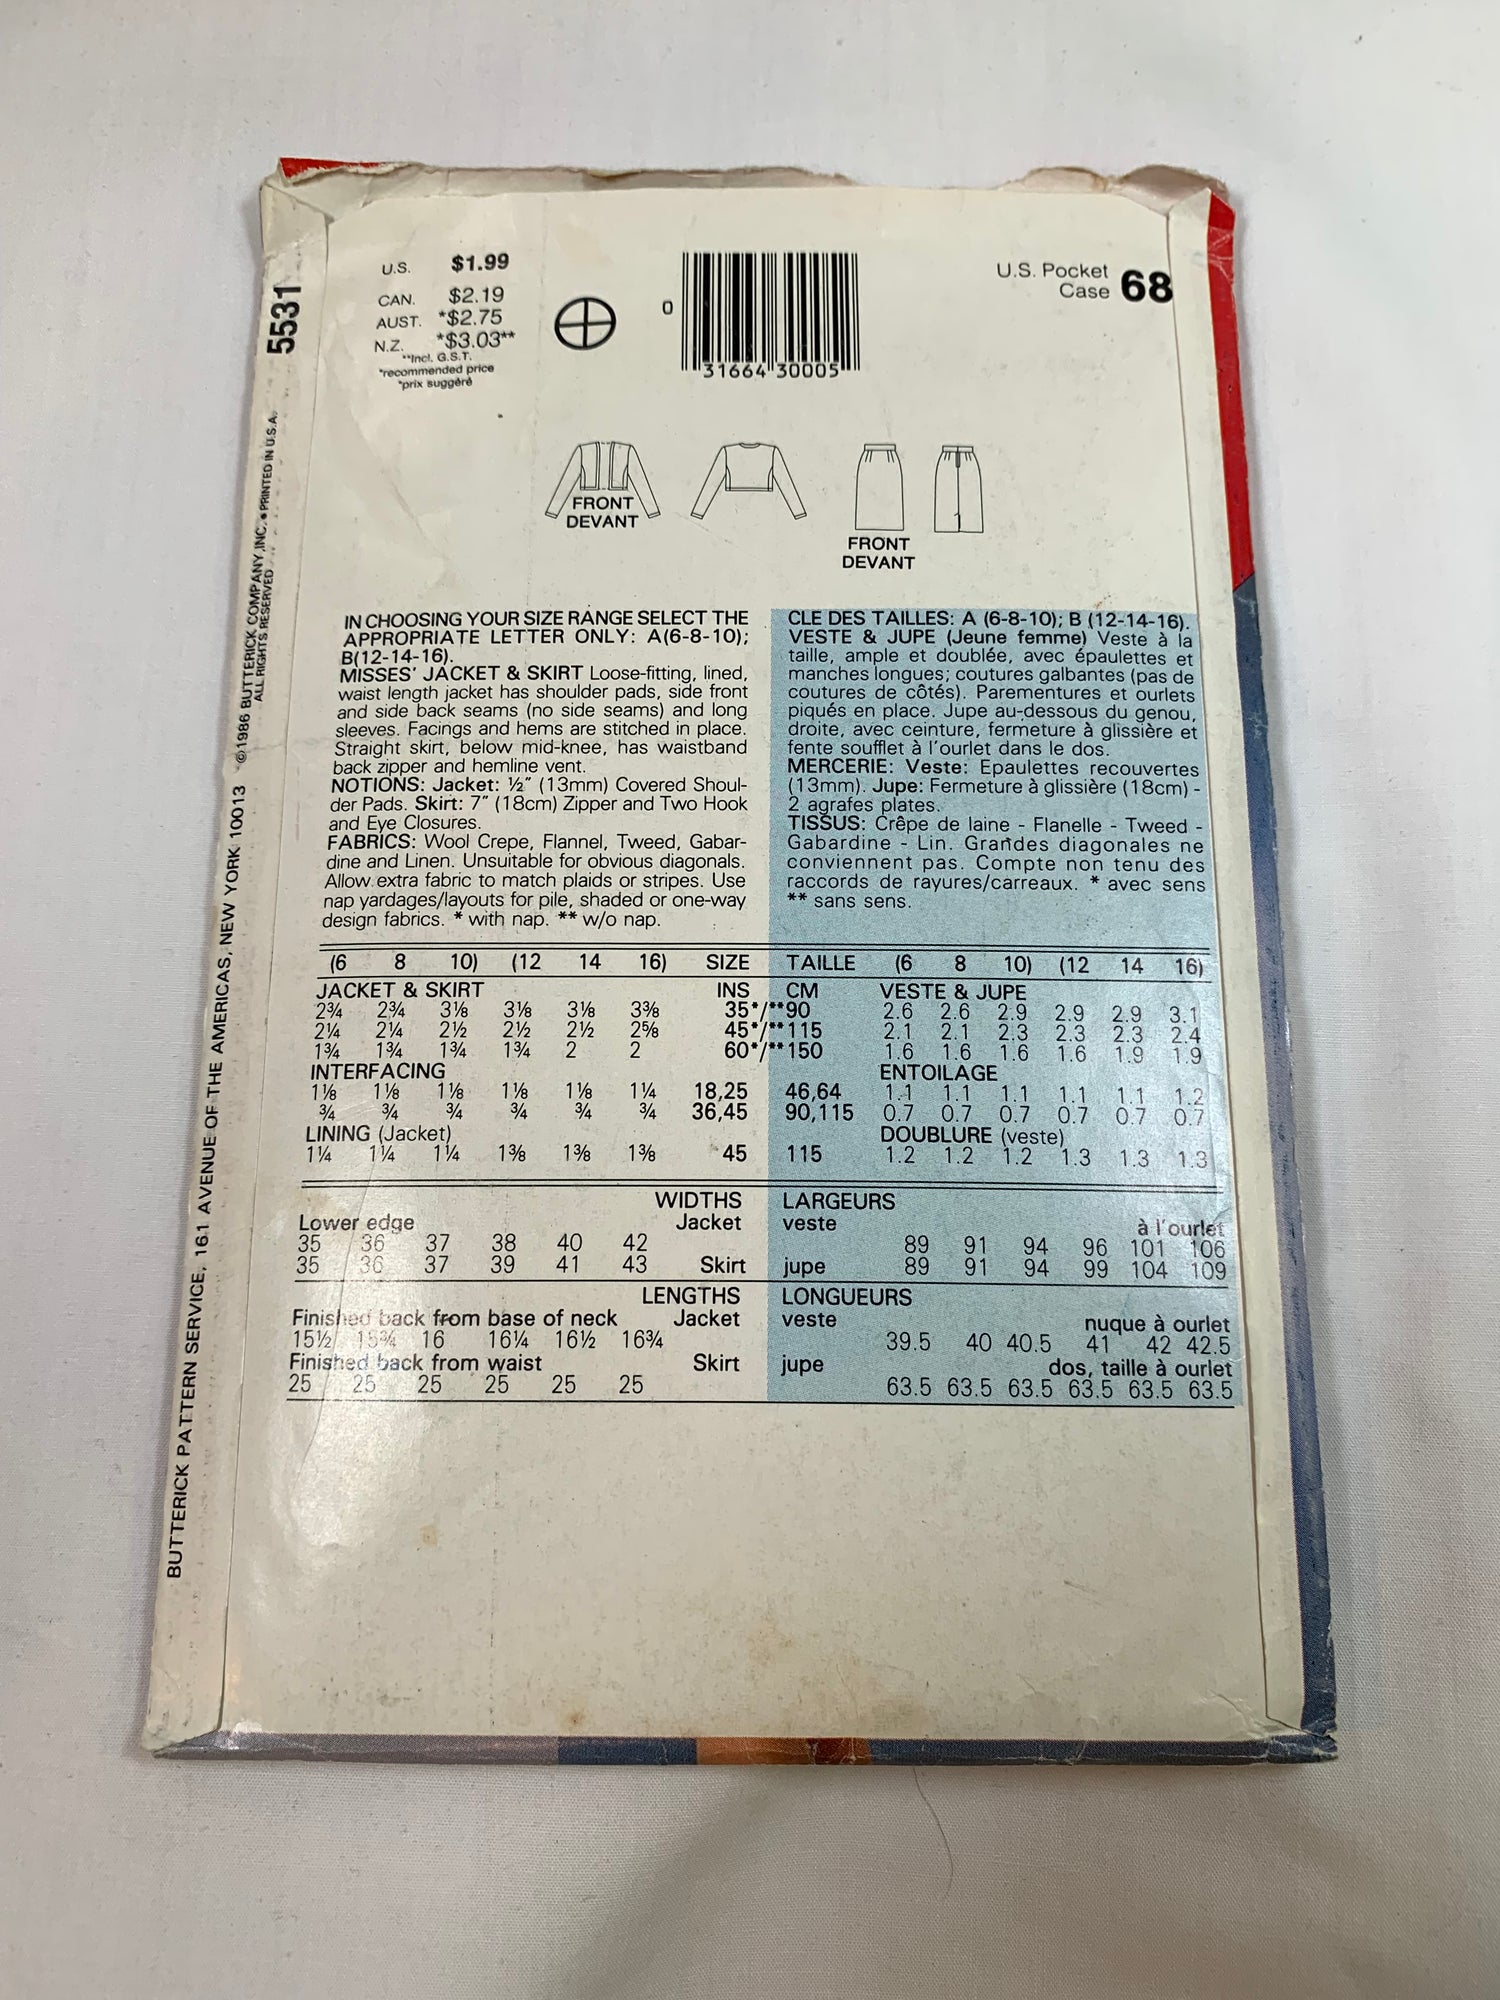 5531
©1986 BUTTERICK COMPANY, INC. • PRINTED IN U.S.A.
ALL RIGHTS RESERVED
BUTTERICK PATTERN SERVICE, 161 AVENUE OF THE AMERICAS, NEW YORK 10013
U.S. $1.99
CAN. $2.19
AUST. *$2.75
N.Z. *$3.03**
**Incl. G.S.T.
*recommended price
*prix suggéré
0
31664 30005
U.S. Pocket
Case 68
FRONT
DEVANT
FRONT
DEVANT
IN CHOOSING YOUR SIZE RANGE SELECT THE
APPROPRIATE LETTER ONLY: A(6-8-10);
B(12-14-16).
MISSES' JACKET & SKIRT Loose-fitting, lined,
waist length jacket has shoulder pads, side front
and side back seams (no side seams) and long
sleeves. Facings and hems are stitched in place.
Straight skirt, below mid-knee, has waistband
back zipper and hemline vent.
NOTIONS: Jacket: ½" (13mm) Covered Shoul-
der Pads. Skirt: 7" (18cm) Zipper and Two Hook
and Eye Closures.
FABRICS: Wool Crepe, Flannel, Tweed, Gabar-
dine and Linen. Unsuitable for obvious diagonals.
Allow extra fabric to match plaids or stripes. Use
nap yardages/layouts for pile, shaded or one-way
design fabrics. * with nap. ** w/o nap.
CLE DES TAILLES: A (6-8-10); B (12-14-16).
VESTE & JUPE (Jeune femme) Veste à la
taille, ample et doublée, avec épaulettes et
manches longues; coutures galbantes (pas de
coutures de côtés). Parementures et ourlets
piqués en place. Jupe au-dessous du genou,
droite, avec ceinture, fermeture à glissière et
fente soufflet à l'ourlet dans le dos.
MERCERIE: Veste: Epaulettes recouvertes
(13mm). Jupe: Fermeture à glissière (18cm) -
2 agrafes plates.
TISSUS: Crêpe de laine - Flanelle - Tweed -
Gabardine - Lin. Grandes diagonales ne
conviennent pas. Compte non tenu des
raccords de rayures/carreaux. * avec sens
** sans sens.
(6 8 10) (12 14 16) SIZE TAILLE (6 8 10) (12 14 16)
JACKET & SKIRT INS CM VESTE & JUPE
2¾ 2¾ 3⅛ 3⅛ 3⅛ 3⅜ 35*/**90 2.6 2.6 2.9 2.9 2.9 3.1
2¼ 2¼ 2½ 2½ 2½ 2⅝ 45*/**115 2.1 2.1 2.3 2.3 2.3 2.4
1¾ 1¾ 1¾ 1¾ 2 2 60*/**150 1.6 1.6 1.6 1.6 1.9 1.9
INTERFACING ENTOILAGE
1⅛ 1⅛ 1⅛ 1⅛ 1⅛ 1¼ 18,25 46,64 1.1 1.1 1.1 1.1 1.1 1.2
¾ ¾ ¾ ¾ ¾ ¾ 36,45 90,115 0.7 0.7 0.7 0.7 0.7 0.7
LINING (Jacket) DOUBLURE (veste)
1¼ 1¼ 1¼ 1⅜ 1⅜ 1⅜ 45 115 1.2 1.2 1.2 1.3 1.3 1.3
WIDTHS LARGEURS
Lower edge Jacket veste à l'ourlet
35 36 37 38 40 42 89 91 94 96 101 106
35 36 37 39 41 43 Skirt jupe 89 91 94 99 104 109
LENGTHS LONGUEURS
Finished back from base of neck Jacket veste nuque à ourlet
15½ 15¾ 16 16¼ 16½ 16¾ 39.5 40 40.5 41 42 42.5
Finished back from waist Skirt jupe dos, taille à ourlet
25 25 25 25 25 25 63.5 63.5 63.5 63.5 63.5 63.5